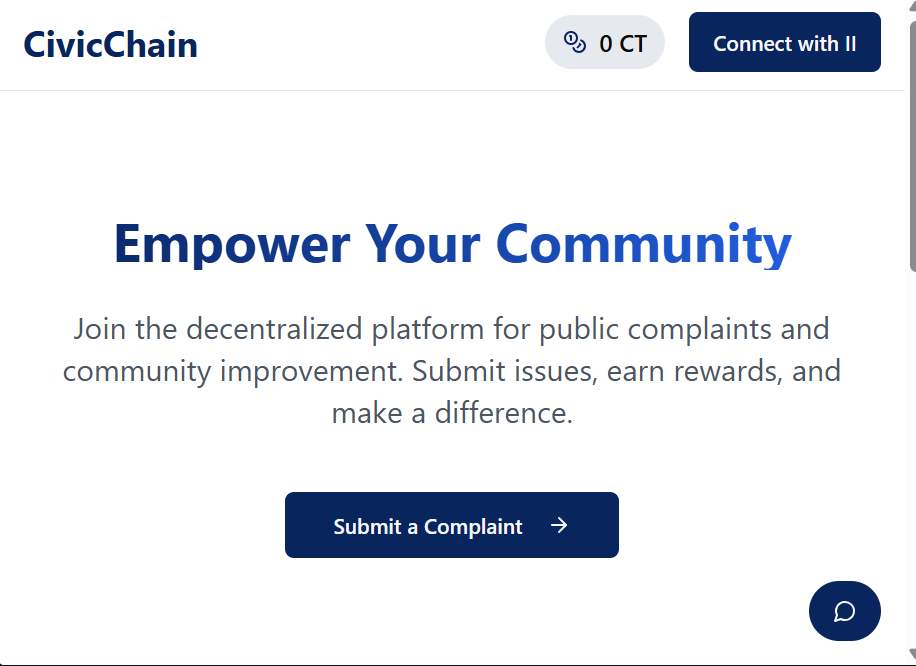 CivicChain
0 CT
Connect with II
Empower Your Community
Join the decentralized platform for public complaints and
community improvement. Submit issues, earn rewards, and
make a difference.
Submit a Complaint